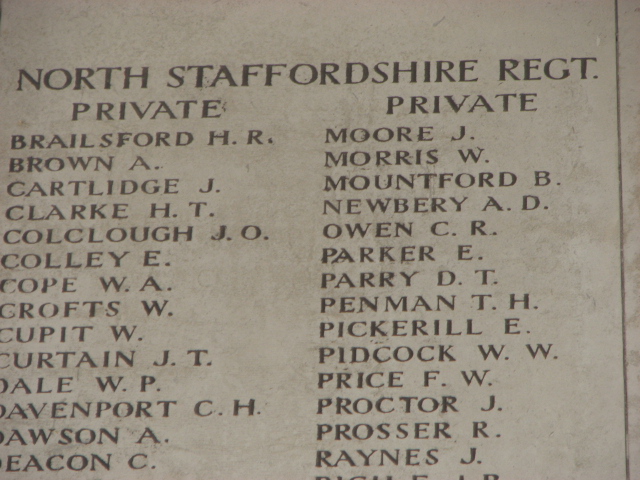 NORTH STAFFORDSHIRE REGT.
PRIVATE
BRAILSFORD H. R.
BROWN A.
CARTLIDGE J.
CLARKE H. T.
COLCLOUGH J. O.
COLLEY E.
COPE W. A.
CROFTS W.
CUPIT W.
CURTAIN J. T.
DALE W. P.
DAVENPORT C. H.
DAWSON A.
DEACON C.
PRIVATE
MOORE J.
MORRIS W.
MOUNTFORD B.
NEWBERY A. D.
OWEN C. R.
PARKER E.
PARRY D. T.
PENMAN T. H.
PICKERILL E.
PIDCOCK W. W.
PRICE F. W.
PROCTOR J.
PROSSER R.
RAYNES J.